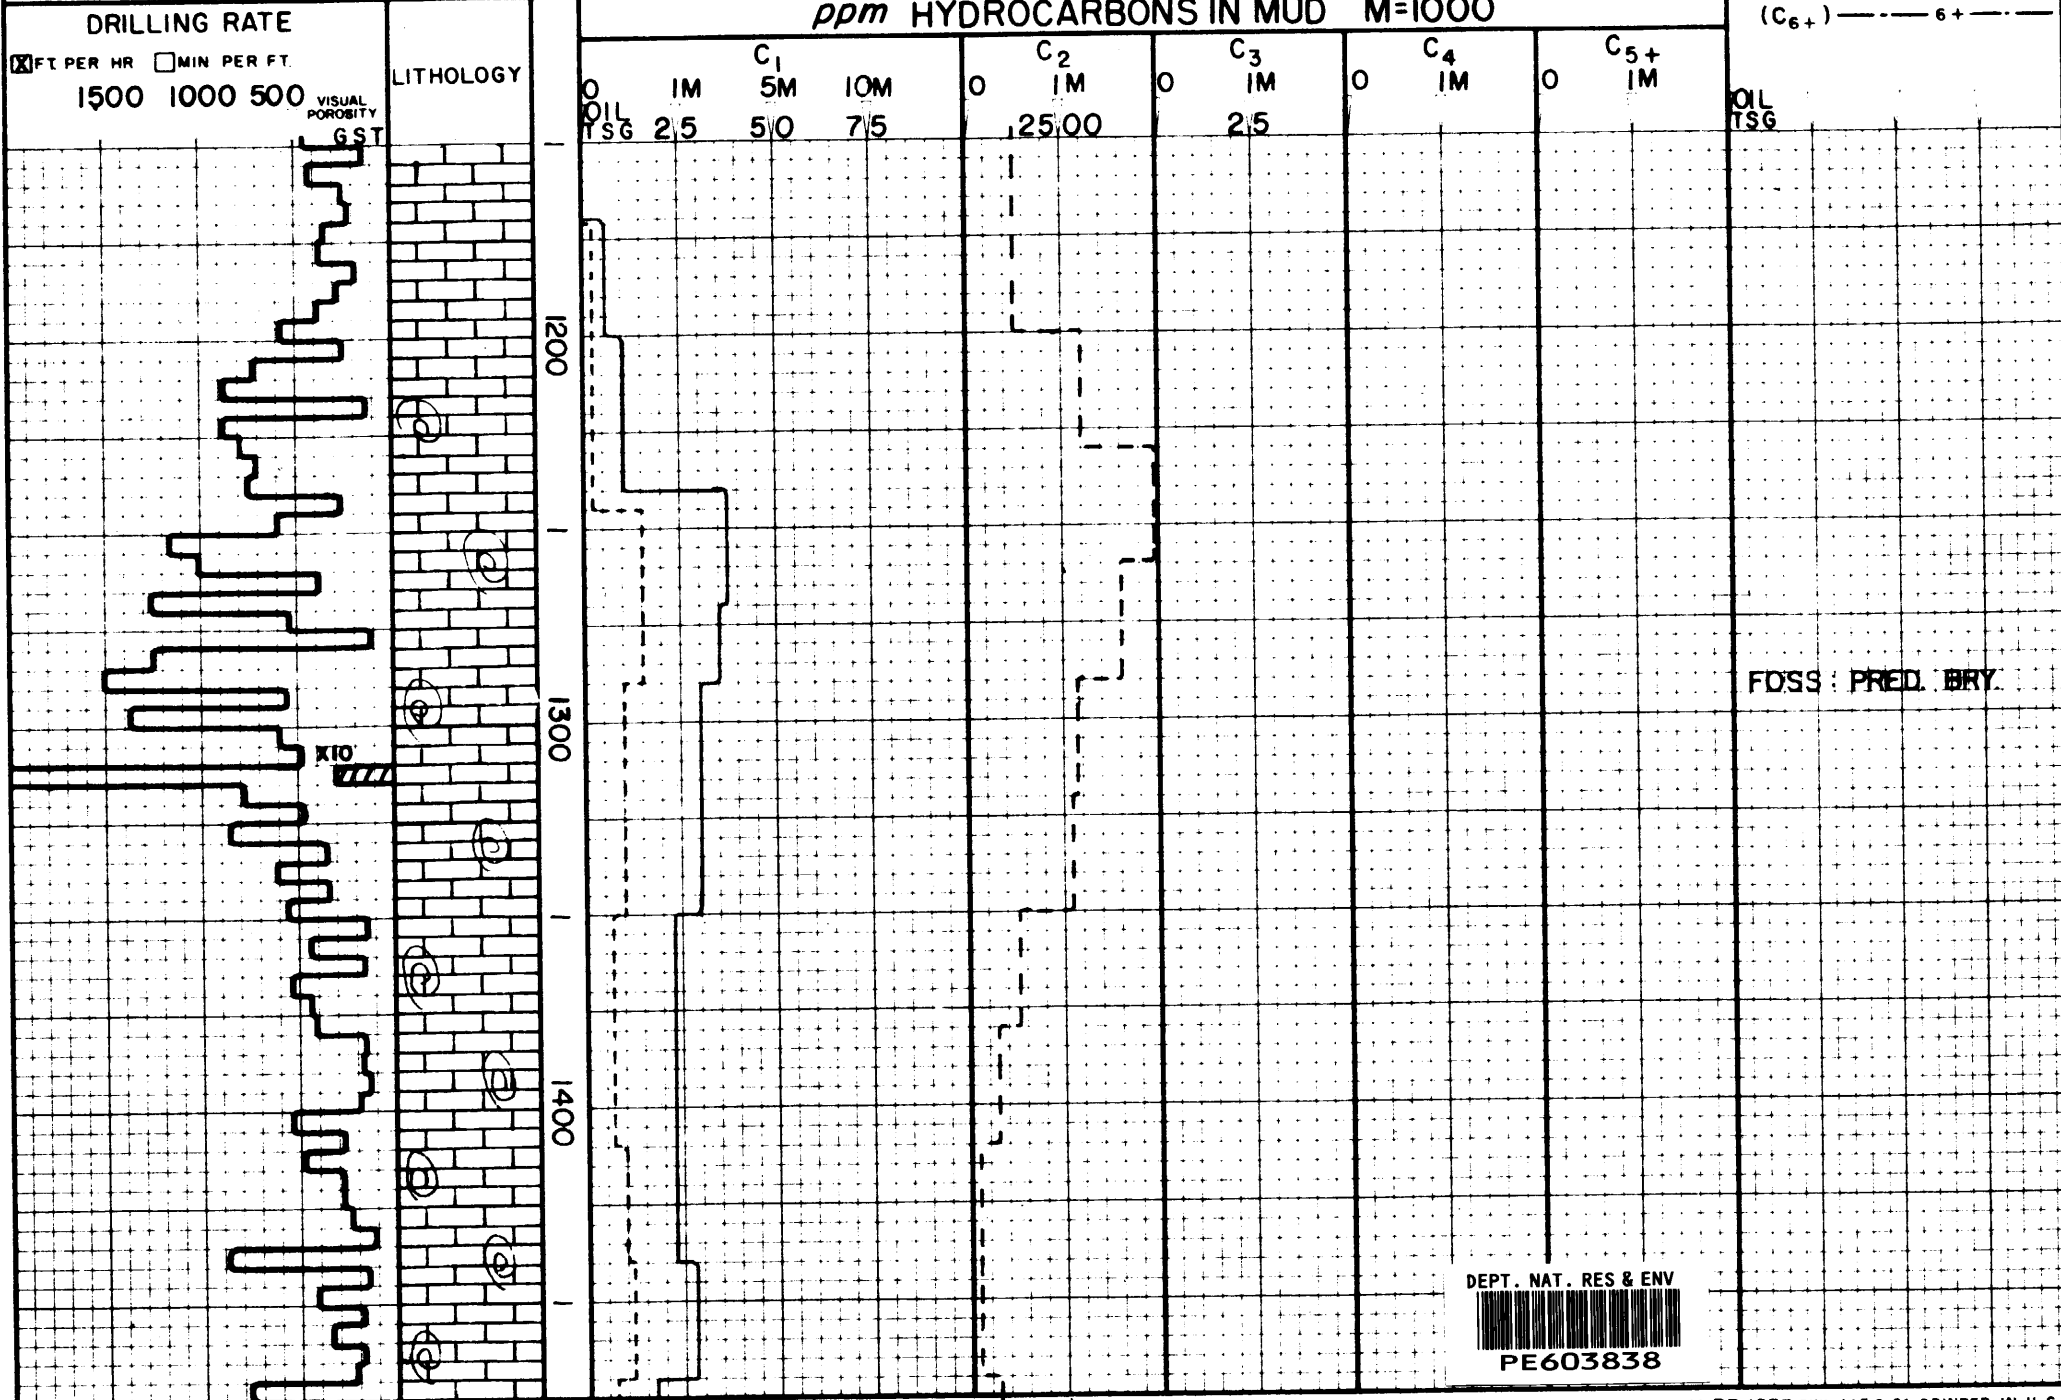 ppm HYDROCARBONS IN MUD M=1000
(C6+) 6+
DRILLING RATE
FT. PER HR MIN PER FT.
1500 1000 500
VISUAL
POROSITY
G S T
LITHOLOGY
C1
0 1M 5M 10M
C2
0 1M
C3
0 1M
C4
0 1M
C5+
0 1M
OIL
TSG 25 50 75 2500 25
OIL
TSG
1200
1300
X10
FOSS : PRED. BRY.
1400
DEPT. NAT. RES & ENV
PE603838